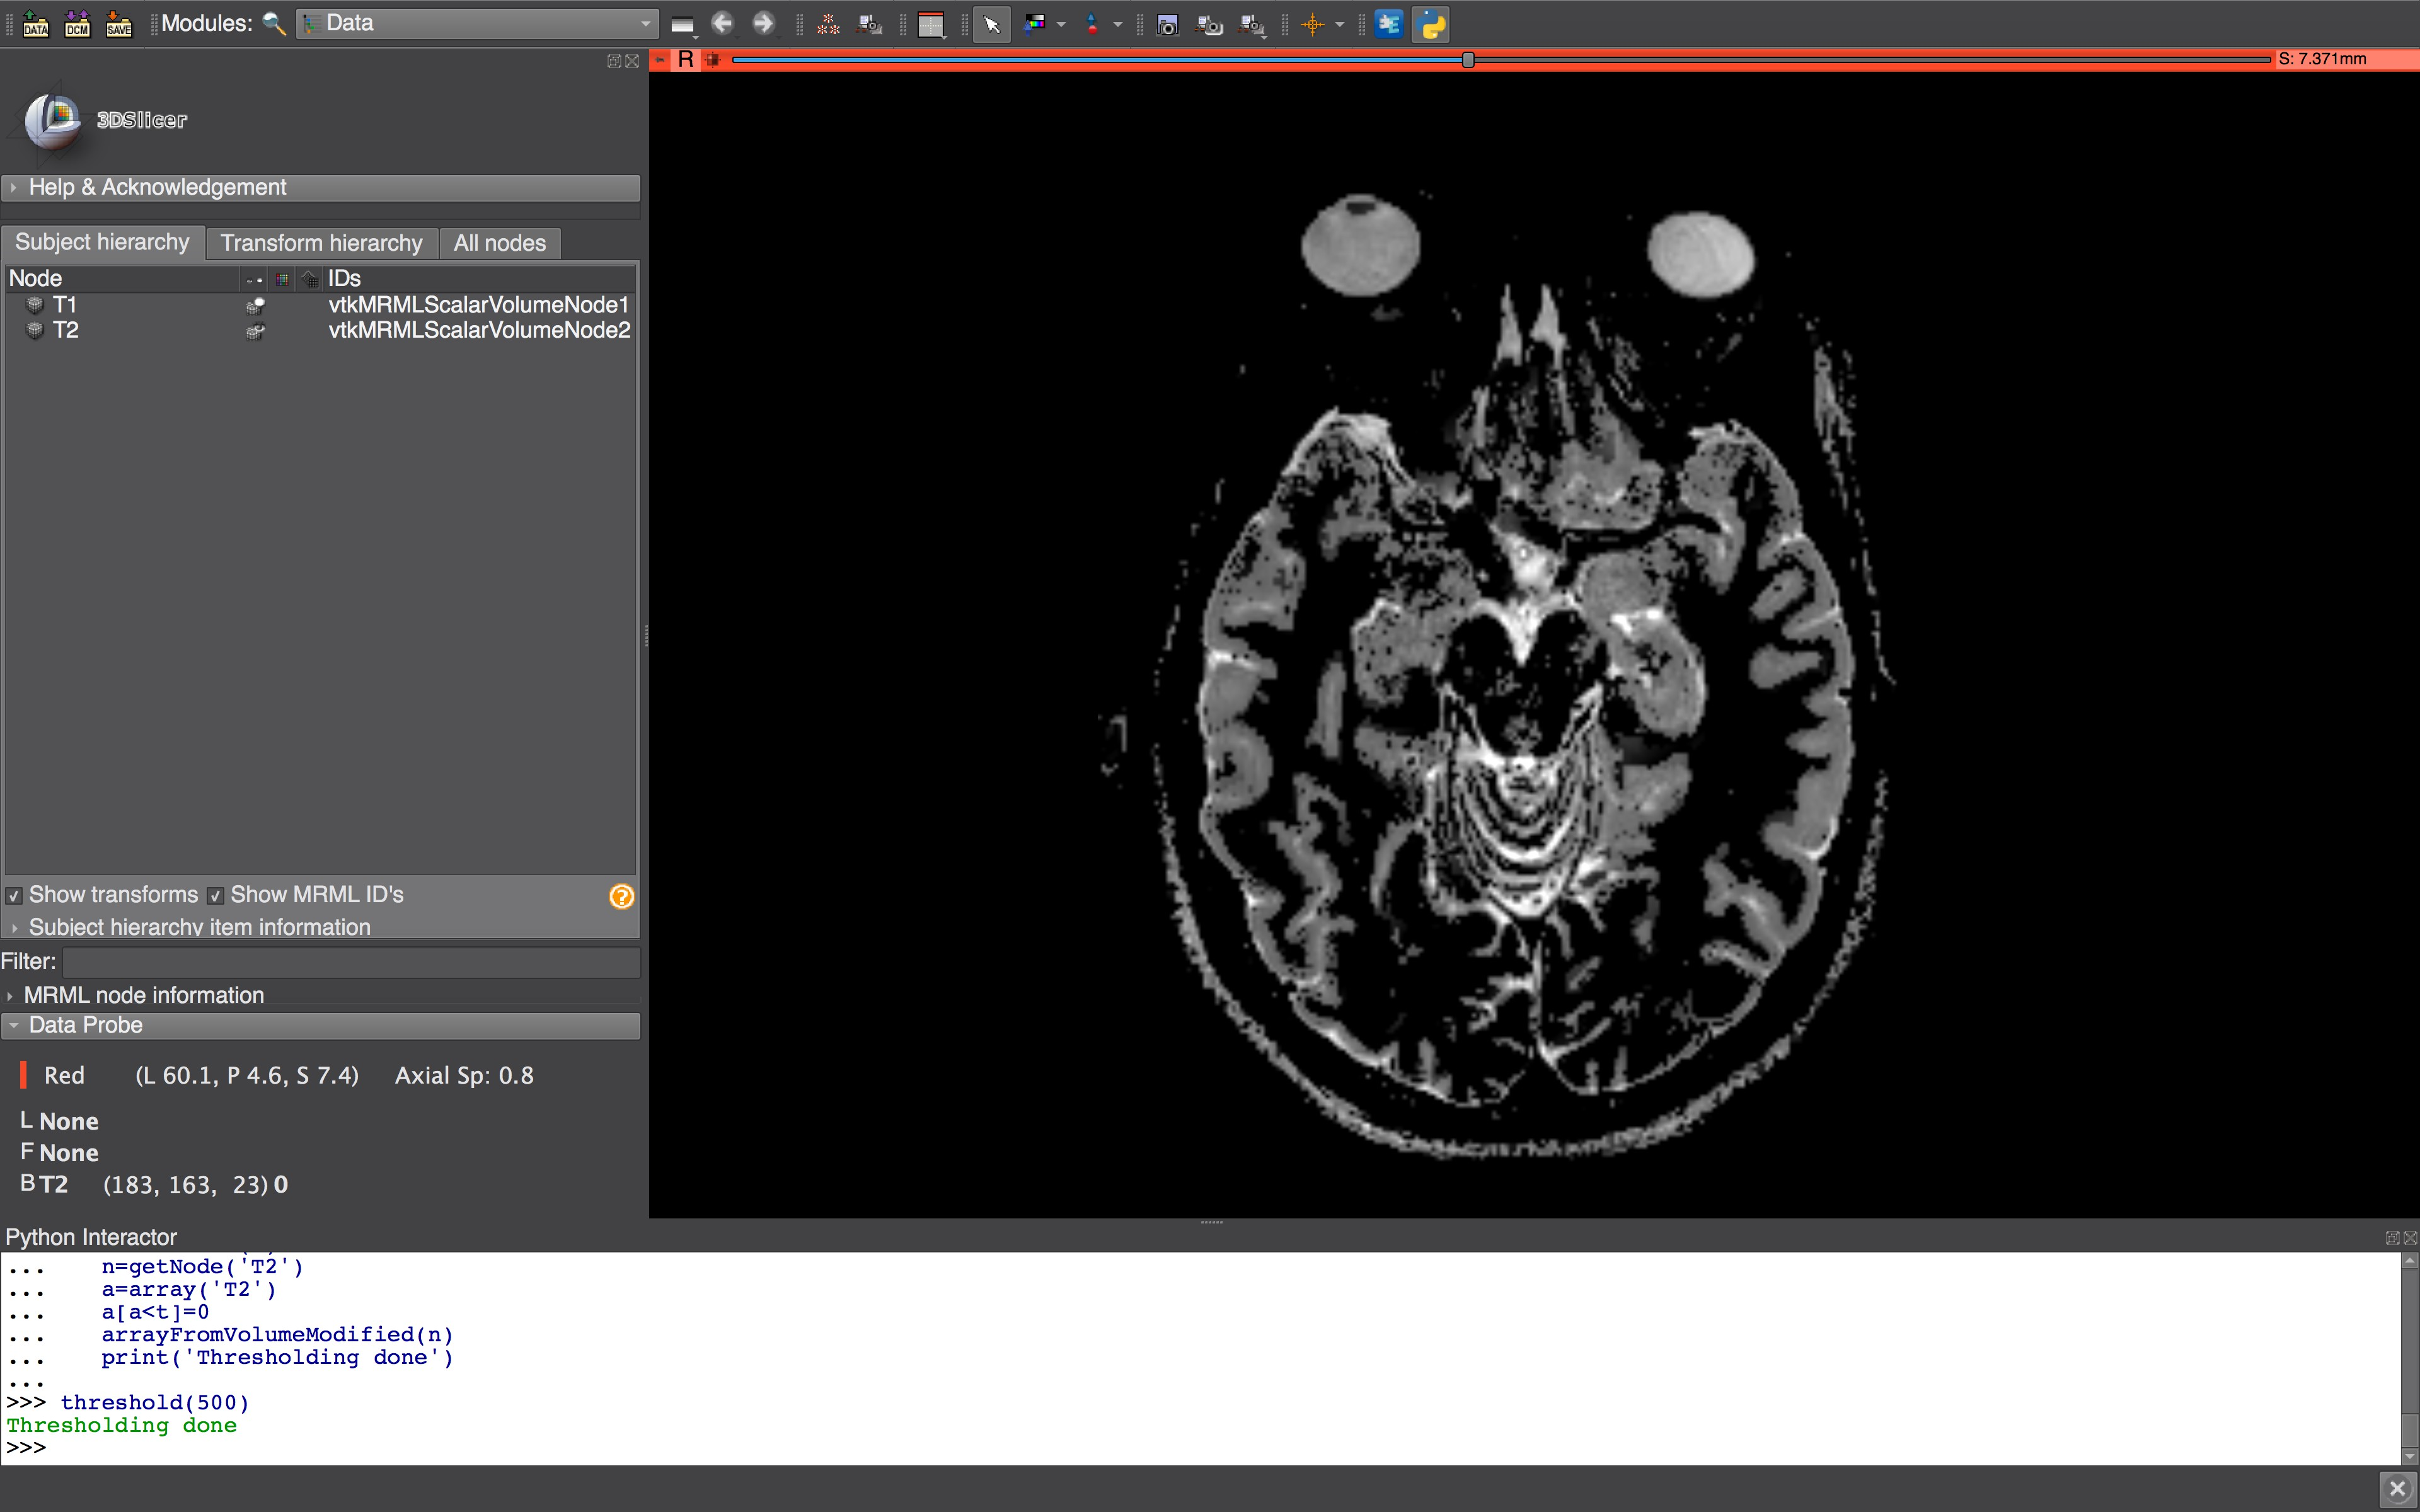 DATA DCM SAVE Modules: Data
R S: 7.371mm
3DSlicer
Help & Acknowledgement
Subject hierarchy Transform hierarchy All nodes
Node IDs
T1 vtkMRMLScalarVolumeNode1
T2 vtkMRMLScalarVolumeNode2
Show transforms Show MRML ID's ?
Subject hierarchy item information
Filter:
MRML node information
Data Probe
Red (L 60.1, P 4.6, S 7.4) Axial Sp: 0.8
L None
F None
B T2 (183, 163, 23) 0
Python Interactor
... n=getNode('T2')
... a=array('T2')
... a[a<t]=0
... arrayFromVolumeModified(n)
... print('Thresholding done')
...
>>> threshold(500)
Thresholding done
>>>